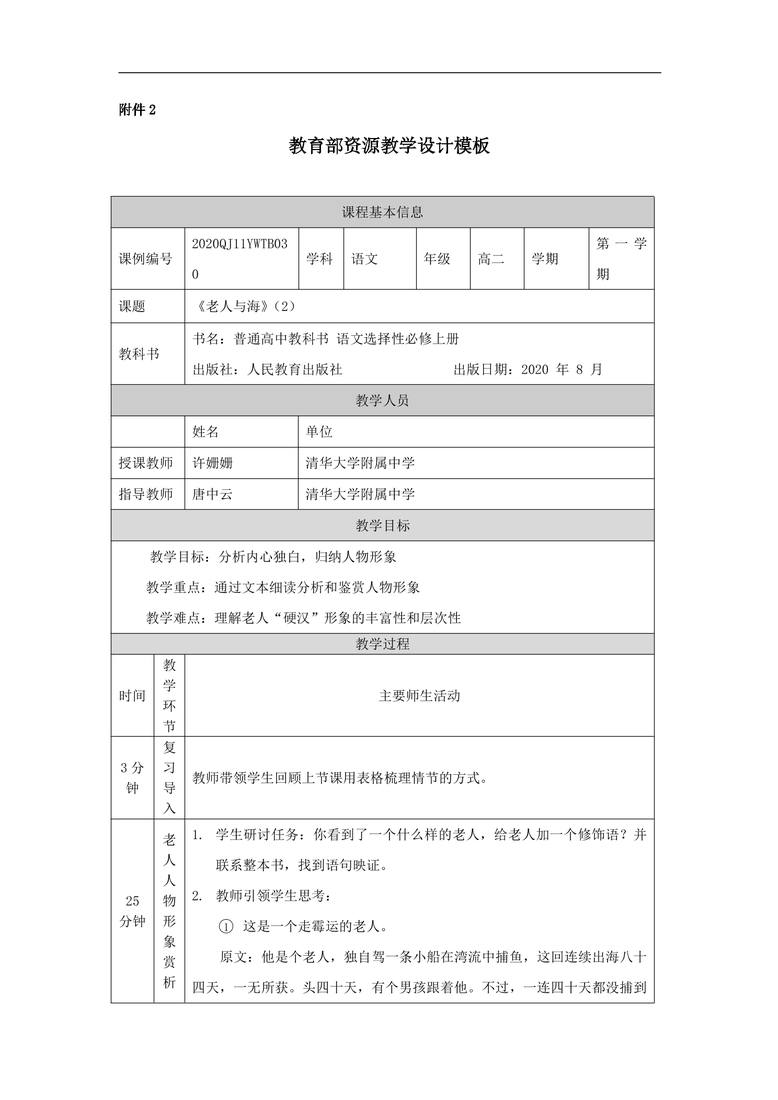 附件 2
教育部资源教学设计模板
课程基本信息
课例编号 2020QJ11YWTB03
0 学科 语文 年级 高二 学期 第一学
期
课题 《老人与海》（2）
教科书 书名：普通高中教科书 语文选择性必修上册
出版社：人民教育出版社 出版日期：2020 年 8 月
教学人员
姓名 单位
授课教师 许姗姗 清华大学附属中学
指导教师 唐中云 清华大学附属中学
教学目标
教学目标：分析内心独白，归纳人物形象
教学重点：通过文本细读分析和鉴赏人物形象
教学难点：理解老人“硬汉”形象的丰富性和层次性
教学过程
时间 教
学
环
节 主要师生活动
3 分
钟 复
习
导
入 教师带领学生回顾上节课用表格梳理情节的方式。
25
分钟 老
人
人
物
形
象
赏
析 1. 学生研讨任务：你看到了一个什么样的老人，给老人加一个修饰语？并
联系整本书，找到语句映证。
2. 教师引领学生思考：
① 这是一个走霉运的老人。
原文：他是个老人，独自驾一条小船在湾流中捕鱼，这回连续出海八十
四天，一无所获。头四十天，有个男孩跟着他。不过，一连四十天都没捕到